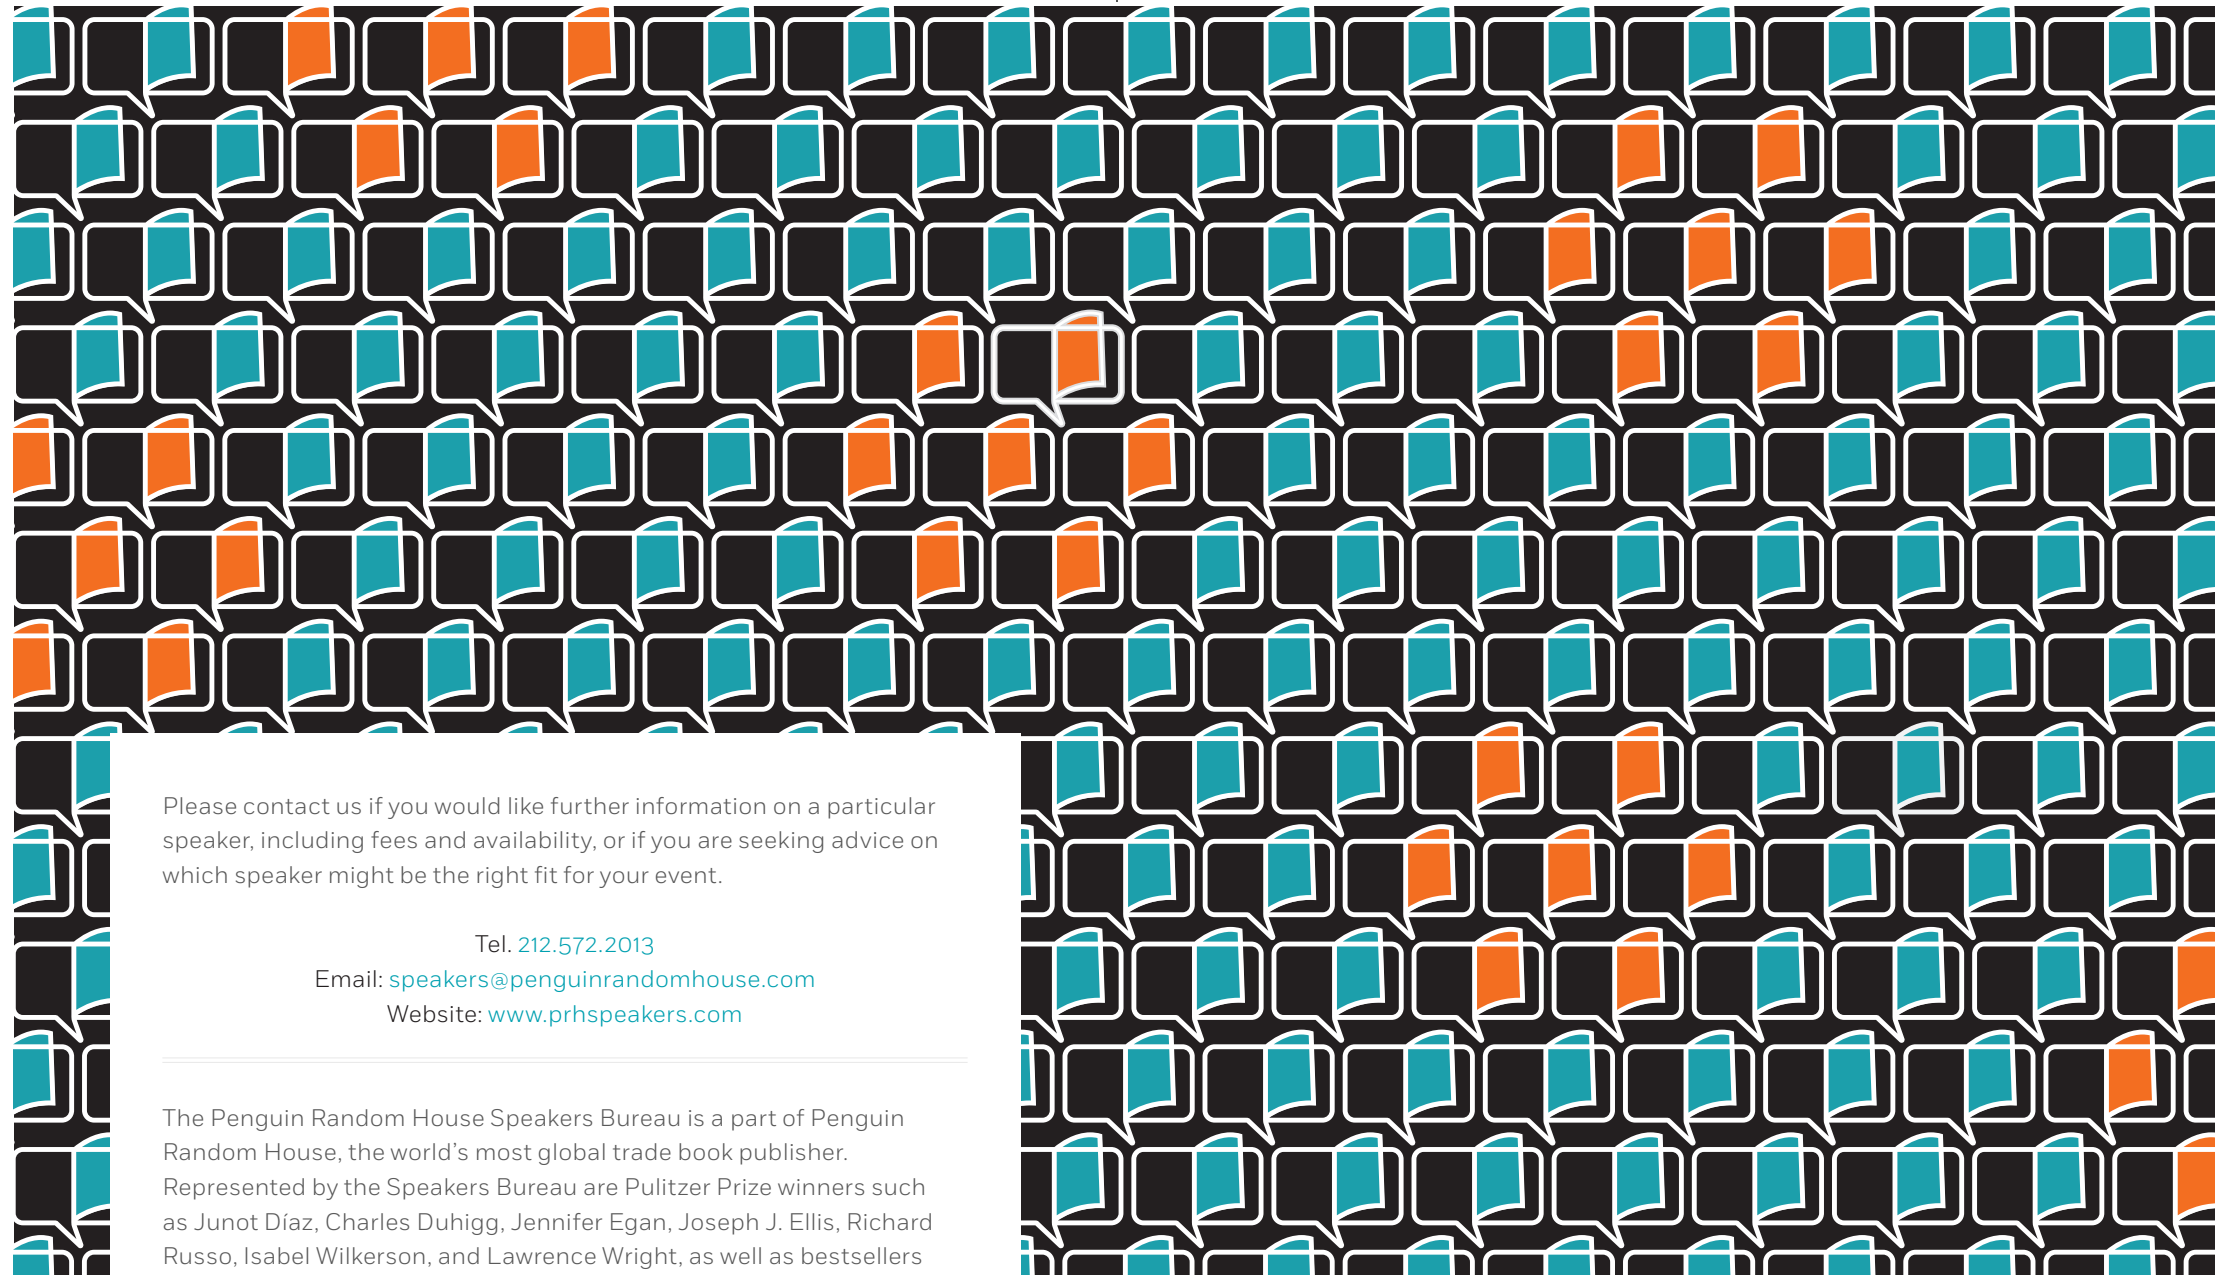 Please contact us if you would like further information on a particular
speaker, including fees and availability, or if you are seeking advice on
which speaker might be the right fit for your event.
Tel. 212.572.2013
Email: speakers@penguinrandomhouse.com
Website: www.prhspeakers.com
The Penguin Random House Speakers Bureau is a part of Penguin
Random House, the world’s most global trade book publisher.
Represented by the Speakers Bureau are Pulitzer Prize winners such
as Junot Díaz, Charles Duhigg, Jennifer Egan, Joseph J. Ellis, Richard
Russo, Isabel Wilkerson, and Lawrence Wright, as well as bestsellers